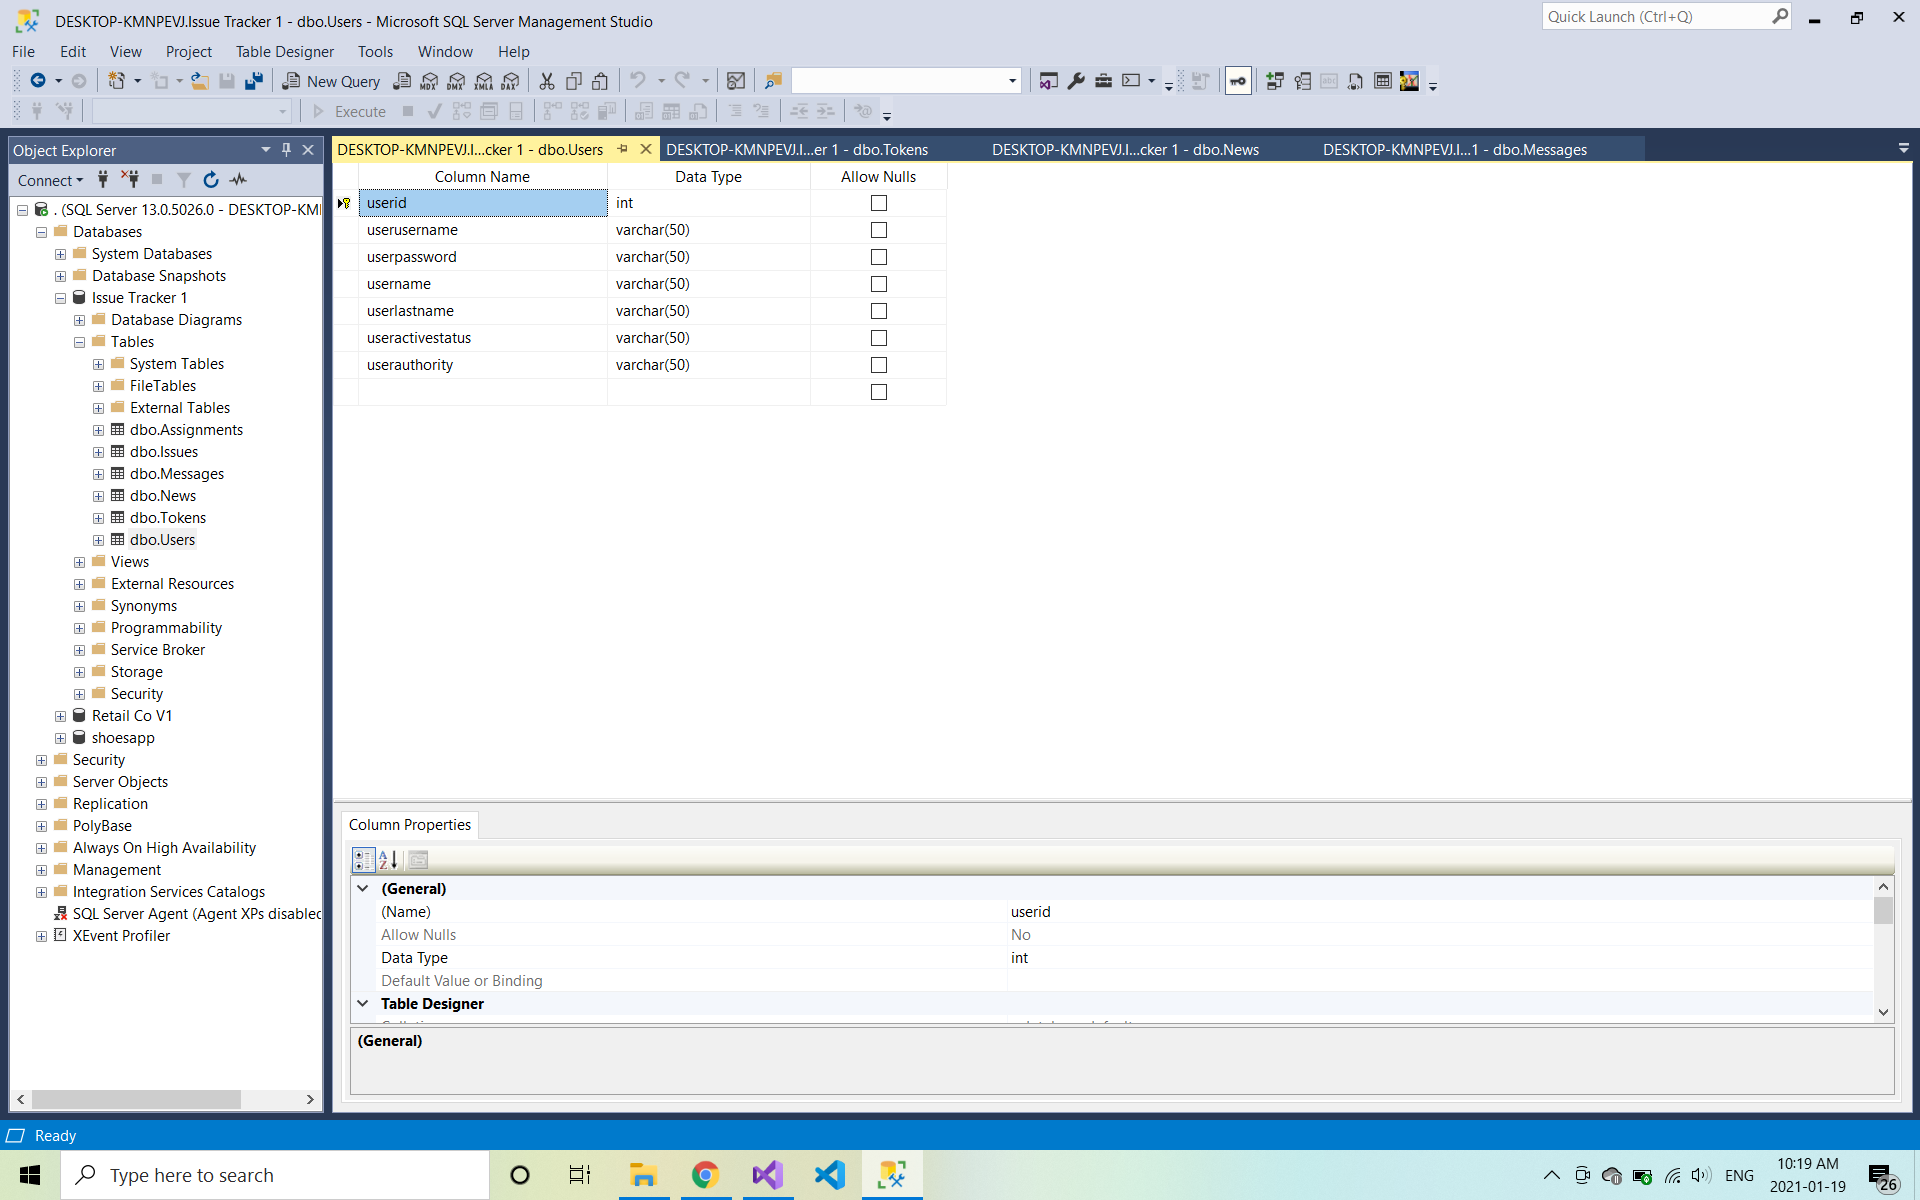 DESKTOP-KMNPEVJ.Issue Tracker 1 - dbo.Users - Microsoft SQL Server Management Studio
Quick Launch (Ctrl+Q)
File Edit View Project Table Designer Tools Window Help
New Query
MDX DMX XMLA DAX
Execute
Object Explorer
DESKTOP-KMNPEVJ.I...cker 1 - dbo.Users
DESKTOP-KMNPEVJ.I...er 1 - dbo.Tokens
DESKTOP-KMNPEVJ.I...cker 1 - dbo.News
DESKTOP-KMNPEVJ.I...1 - dbo.Messages
Connect
. (SQL Server 13.0.5026.0 - DESKTOP-KMI
Databases
System Databases
Database Snapshots
Issue Tracker 1
Database Diagrams
Tables
System Tables
FileTables
External Tables
dbo.Assignments
dbo.Issues
dbo.Messages
dbo.News
dbo.Tokens
dbo.Users
Views
External Resources
Synonyms
Programmability
Service Broker
Storage
Security
Retail Co V1
shoesapp
Security
Server Objects
Replication
PolyBase
Always On High Availability
Management
Integration Services Catalogs
SQL Server Agent (Agent XPs disabled
XEvent Profiler
Column Name Data Type Allow Nulls
userid int
userusername varchar(50)
userpassword varchar(50)
username varchar(50)
userlastname varchar(50)
useractivestatus varchar(50)
userauthority varchar(50)
Column Properties
(General)
(Name) userid
Allow Nulls No
Data Type int
Default Value or Binding
Table Designer
(General)
Ready
Type here to search
ENG
10:19 AM
2021-01-19
26